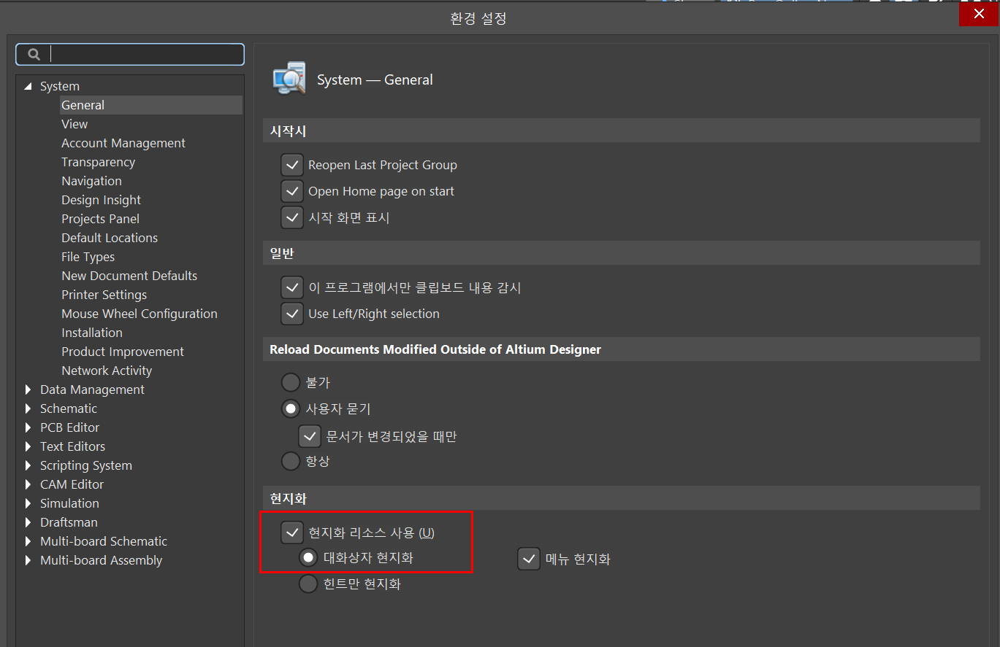 환경 설정
System
General
View
Account Management
Transparency
Navigation
Design Insight
Projects Panel
Default Locations
File Types
New Document Defaults
Printer Settings
Mouse Wheel Configuration
Installation
Product Improvement
Network Activity
Data Management
Schematic
PCB Editor
Text Editors
Scripting System
CAM Editor
Simulation
Draftsman
Multi-board Schematic
Multi-board Assembly
System — General
시작시
Reopen Last Project Group
Open Home page on start
시작 화면 표시
일반
이 프로그램에서만 클립보드 내용 감시
Use Left/Right selection
Reload Documents Modified Outside of Altium Designer
불가
사용자 묻기
문서가 변경되었을 때만
항상
현지화
현지화 리소스 사용 (U)
대화상자 현지화
메뉴 현지화
힌트만 현지화